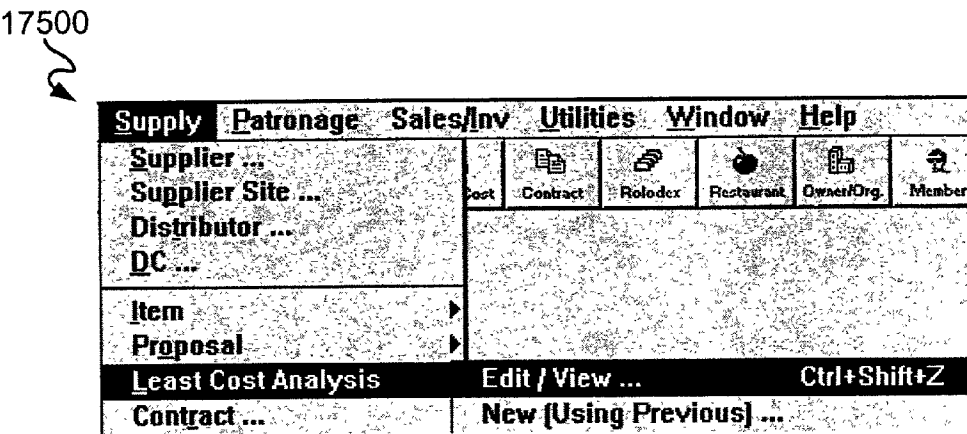 17500
Supply Patronage Sales/Inv Utilities Window Help
Supplier ...
Supplier Site ...
Distributor ...
DC ...
Cost Contract Rolodex Restaurant Owner/Org. Member
Item
Proposal
Least Cost Analysis
Contract ...
Edit / View ... Ctrl+Shift+Z
New (Using Previous) ...